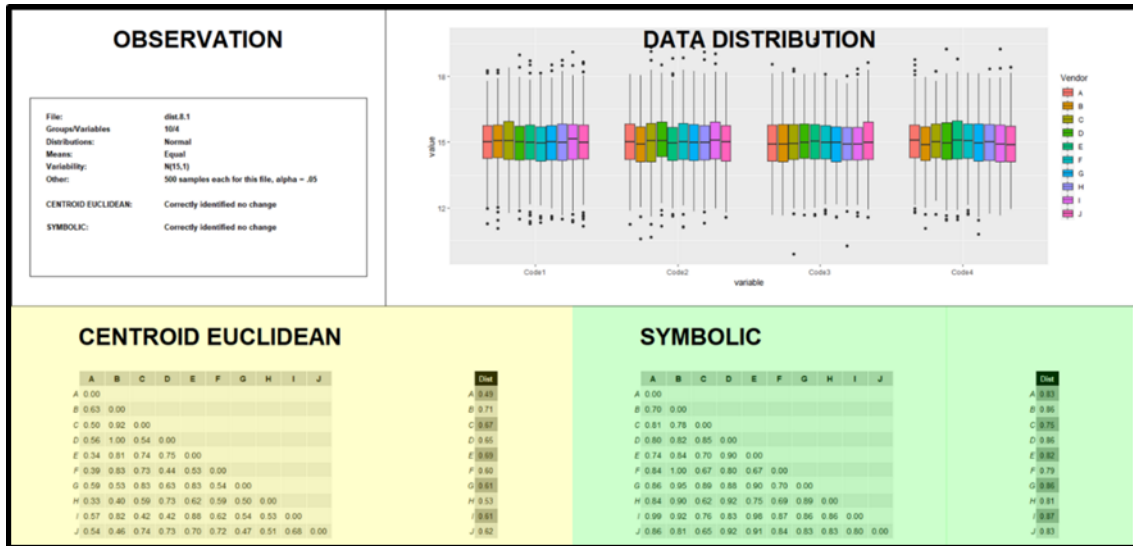 OBSERVATION
File: dist.8.1
Groups/Variables 10/4
Distributions: Normal
Means: Equal
Variability: N(15,1)
Other: 500 samples each for this file, alpha = .05
CENTROID EUCLIDEAN: Correctly identified no change
SYMBOLIC: Correctly identified no change
DATA DISTRIBUTION
value
18
15
12
Code1 Code2 Code3 Code4
variable
Vendor
A
B
C
D
E
F
G
H
I
J
CENTROID EUCLIDEAN
A B C D E F G H I J
A 0.00
B 0.63 0.00
C 0.50 0.92 0.00
D 0.56 1.00 0.54 0.00
E 0.34 0.81 0.74 0.75 0.00
F 0.39 0.83 0.73 0.44 0.53 0.00
G 0.59 0.53 0.83 0.63 0.83 0.54 0.00
H 0.33 0.40 0.59 0.73 0.62 0.59 0.50 0.00
I 0.57 0.82 0.42 0.42 0.88 0.62 0.54 0.53 0.00
J 0.54 0.46 0.74 0.73 0.70 0.72 0.47 0.51 0.68 0.00
Dist
A 0.49
B 0.71
C 0.67
D 0.65
E 0.69
F 0.60
G 0.61
H 0.53
I 0.61
J 0.62
SYMBOLIC
A B C D E F G H I J
A 0.00
B 0.70 0.00
C 0.81 0.78 0.00
D 0.80 0.82 0.85 0.00
E 0.74 0.84 0.70 0.90 0.00
F 0.84 1.00 0.67 0.80 0.67 0.00
G 0.86 0.95 0.89 0.88 0.90 0.70 0.00
H 0.84 0.90 0.62 0.92 0.75 0.69 0.89 0.00
I 0.99 0.92 0.76 0.83 0.98 0.87 0.86 0.86 0.00
J 0.86 0.81 0.65 0.92 0.91 0.84 0.83 0.83 0.80 0.00
Dist
A 0.83
B 0.86
C 0.75
D 0.86
E 0.82
F 0.79
G 0.86
H 0.81
I 0.87
J 0.83